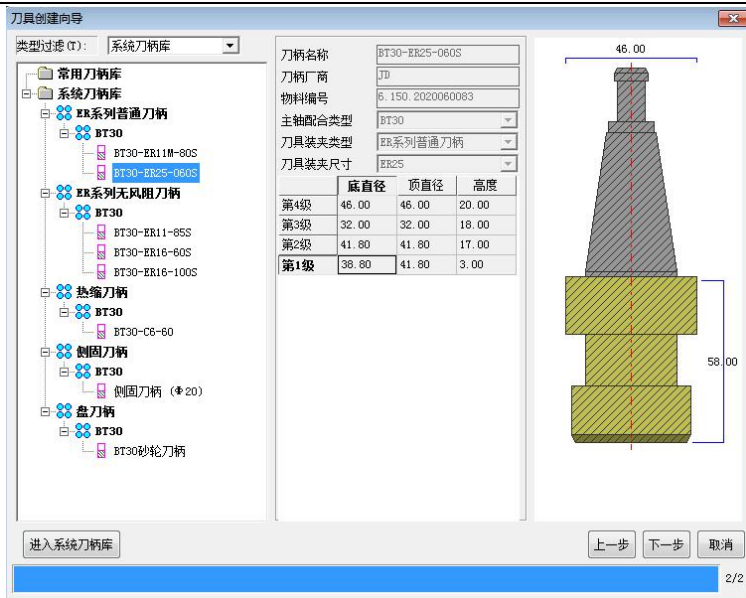 刀具创建向导
类型过滤(T): 系统刀柄库
常用刀柄库
系统刀柄库
ER系列普通刀柄
BT30
BT30-ER11M-80S
BT30-ER25-060S
ER系列无风阻刀柄
BT30
BT30-ER11-85S
BT30-ER16-60S
BT30-ER16-100S
热缩刀柄
BT30
BT30-C6-60
侧固刀柄
BT30
侧固刀柄 (Φ20)
盘刀柄
BT30
BT30砂轮刀柄
刀柄名称 BT30-ER25-060S
刀柄厂商 JD
物料编号 6.150.2020060083
主轴配合类型 BT30
刀具装夹类型 ER系列普通刀柄
刀具装夹尺寸 ER25
底直径 顶直径 高度
第4级 46.00 46.00 20.00
第3级 32.00 32.00 18.00
第2级 41.80 41.80 17.00
第1级 38.80 41.80 3.00
46.00
58.00
进入系统刀柄库 上一步 下一步 取消
2/2